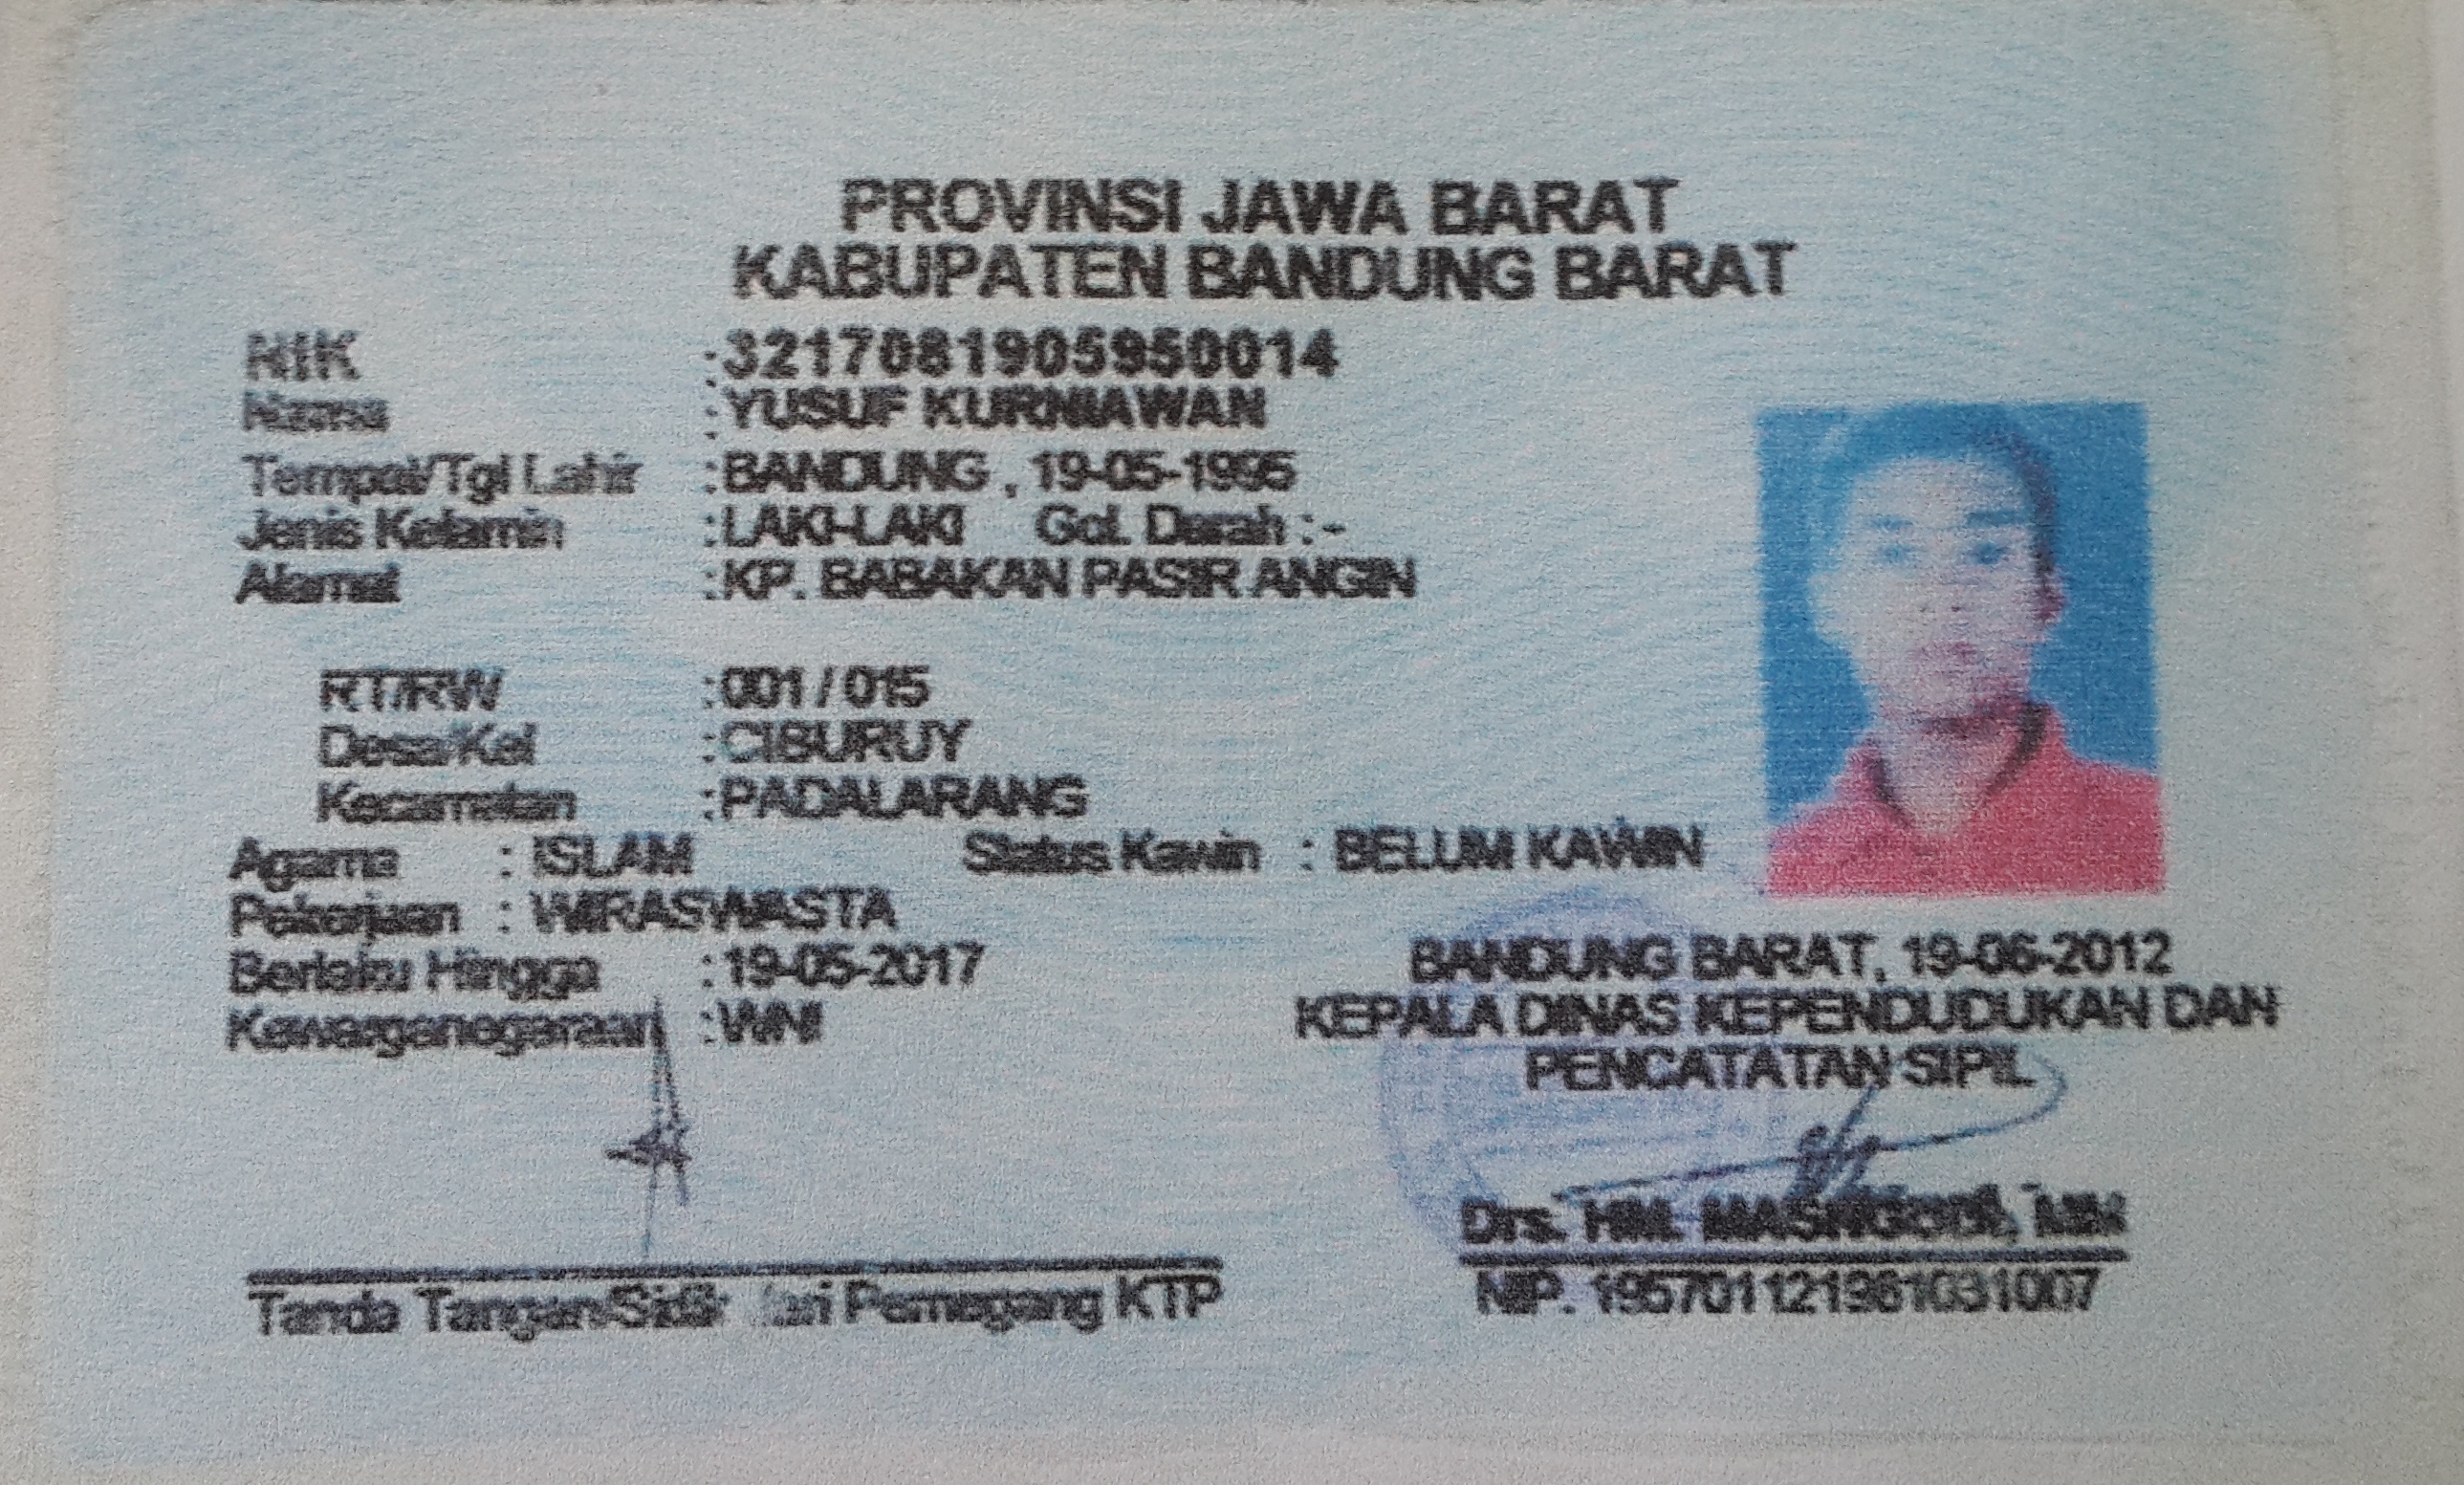 PROVINSI JAWA BARAT
KABUPATEN BANDUNG BARAT
NIK :3217081905950014
Nama :YUSUF KURNIAWAN
Tempat/Tgl Lahir :BANDUNG , 19-05-1995
Jenis Kelamin :LAKI-LAKI Gol. Darah :-
Alamat :KP. BABAKAN PASIR ANGIN
RT/RW :001 / 015
Desa/Kel :CIBURUY
Kecamatan :PADALARANG
Agama : ISLAM Status Kawin : BELUM KAWIN
Pekerjaan : WIRASWASTA
Berlaku Hingga :19-05-2017
Kewarganegaraan :WNI
BANDUNG BARAT, 19-06-2012
KEPALA DINAS KEPENDUDUKAN DAN
PENCATATAN SIPIL
Drs. HM. MM
NIP. 195701121981031007
Tanda Tangan/Sidik Jari Pemegang KTP